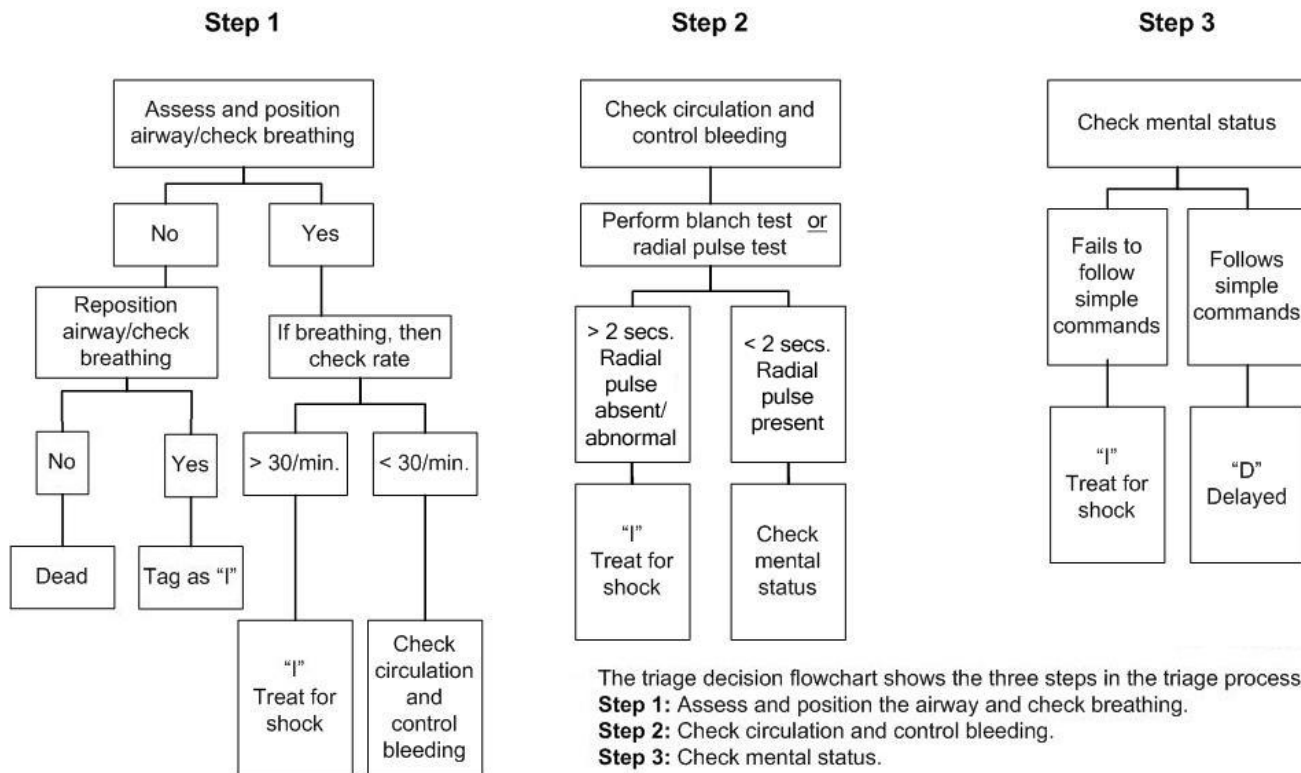 Step 1
Assess and position
airway/check breathing
No
Yes
Reposition
airway/check
breathing
If breathing, then
check rate
No
Yes
> 30/min.
< 30/min.
Dead
Tag as “I”
“I”
Treat for
shock
Check
circulation
and
control
bleeding
Step 2
Check circulation and
control bleeding
Perform blanch test or
radial pulse test
> 2 secs.
Radial
pulse
absent/
abnormal
< 2 secs.
Radial
pulse
present
“I”
Treat for
shock
Check
mental
status
Step 3
Check mental status
Fails to
follow
simple
commands
Follows
simple
commands
“I”
Treat for
shock
“D”
Delayed
The triage decision flowchart shows the three steps in the triage process
Step 1: Assess and position the airway and check breathing.
Step 2: Check circulation and control bleeding.
Step 3: Check mental status.